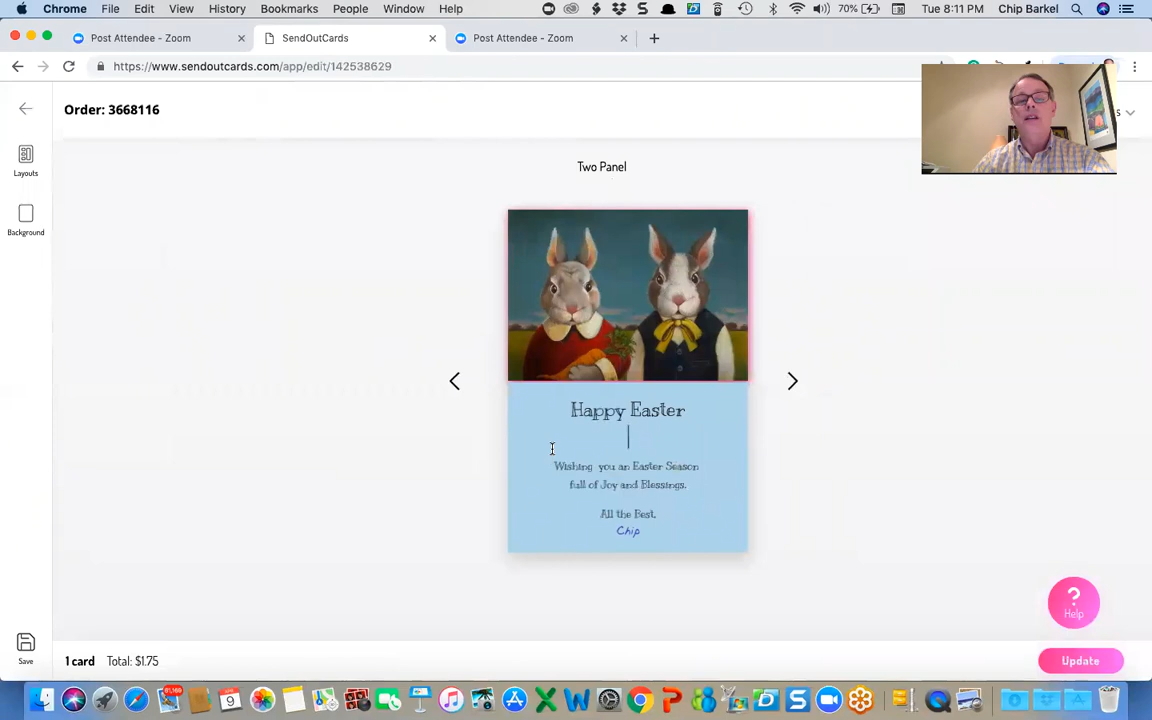 Chrome File Edit View History Bookmarks People Window Help 70% Tue 8:11 PM Chip Barkel
Post Attendee - Zoom SendOutCards Post Attendee - Zoom
https://www.sendoutcards.com/app/edit/142538629
Order: 3668116
Layouts
Background
Two Panel
Happy Easter
Wishing you an Easter Season
full of Joy and Blessings.
All the Best,
Chip
? Help
Save
1 card Total: $1.75
Update
9